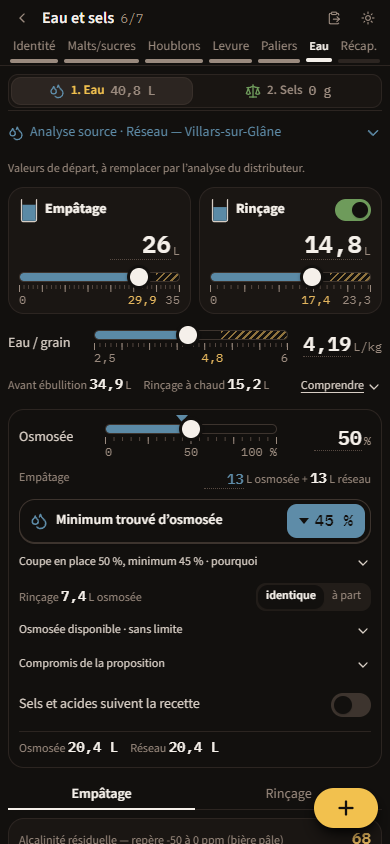 Eau et sels 6/7
Identité Malts/sucres Houblons Levure Paliers Eau Récap.
1. Eau 40,8 L 2. Sels 0 g
Analyse source · Réseau — Villars-sur-Glâne
Valeurs de départ, à remplacer par l'analyse du distributeur.
Empâtage
26 L
0 29,9 35
Rinçage
14,8 L
0 17,4 23,3
Eau / grain 4,19 L/kg
2,5 4,8 6
Avant ébullition 34,9 L Rinçage à chaud 15,2 L Comprendre
Osmosée 50 %
0 50 100 %
Empâtage 13 L osmosée + 13 L réseau
Minimum trouvé d'osmosée 45 %
Coupe en place 50 %, minimum 45 % · pourquoi
Rinçage 7,4 L osmosée identique à part
Osmosée disponible · sans limite
Compromis de la proposition
Sels et acides suivent la recette
Osmosée 20,4 L Réseau 20,4 L
Empâtage Rinçage
+
Alcalinité résiduelle — repère -50 à 0 ppm (bière pâle) 68